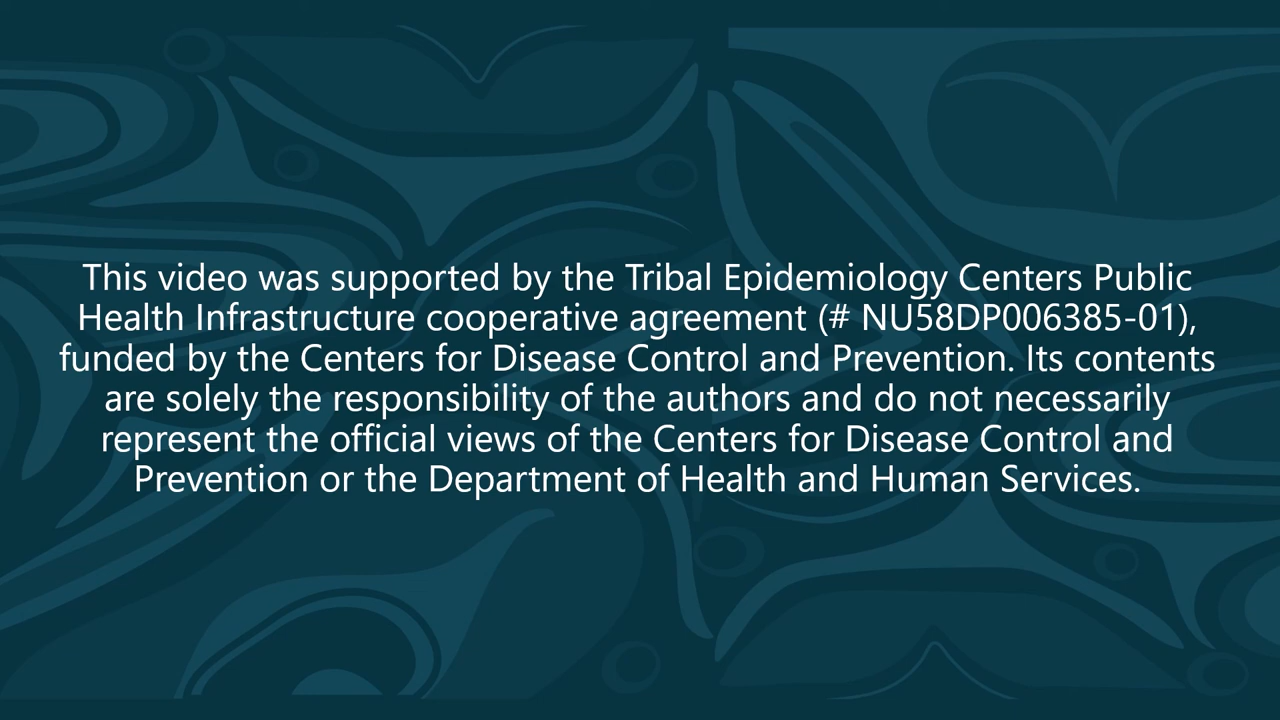 This video was supported by the Tribal Epidemiology Centers Public
Health Infrastructure cooperative agreement (# NU58DP006385-01),
funded by the Centers for Disease Control and Prevention. Its contents
are solely the responsibility of the authors and do not necessarily
represent the official views of the Centers for Disease Control and
Prevention or the Department of Health and Human Services.